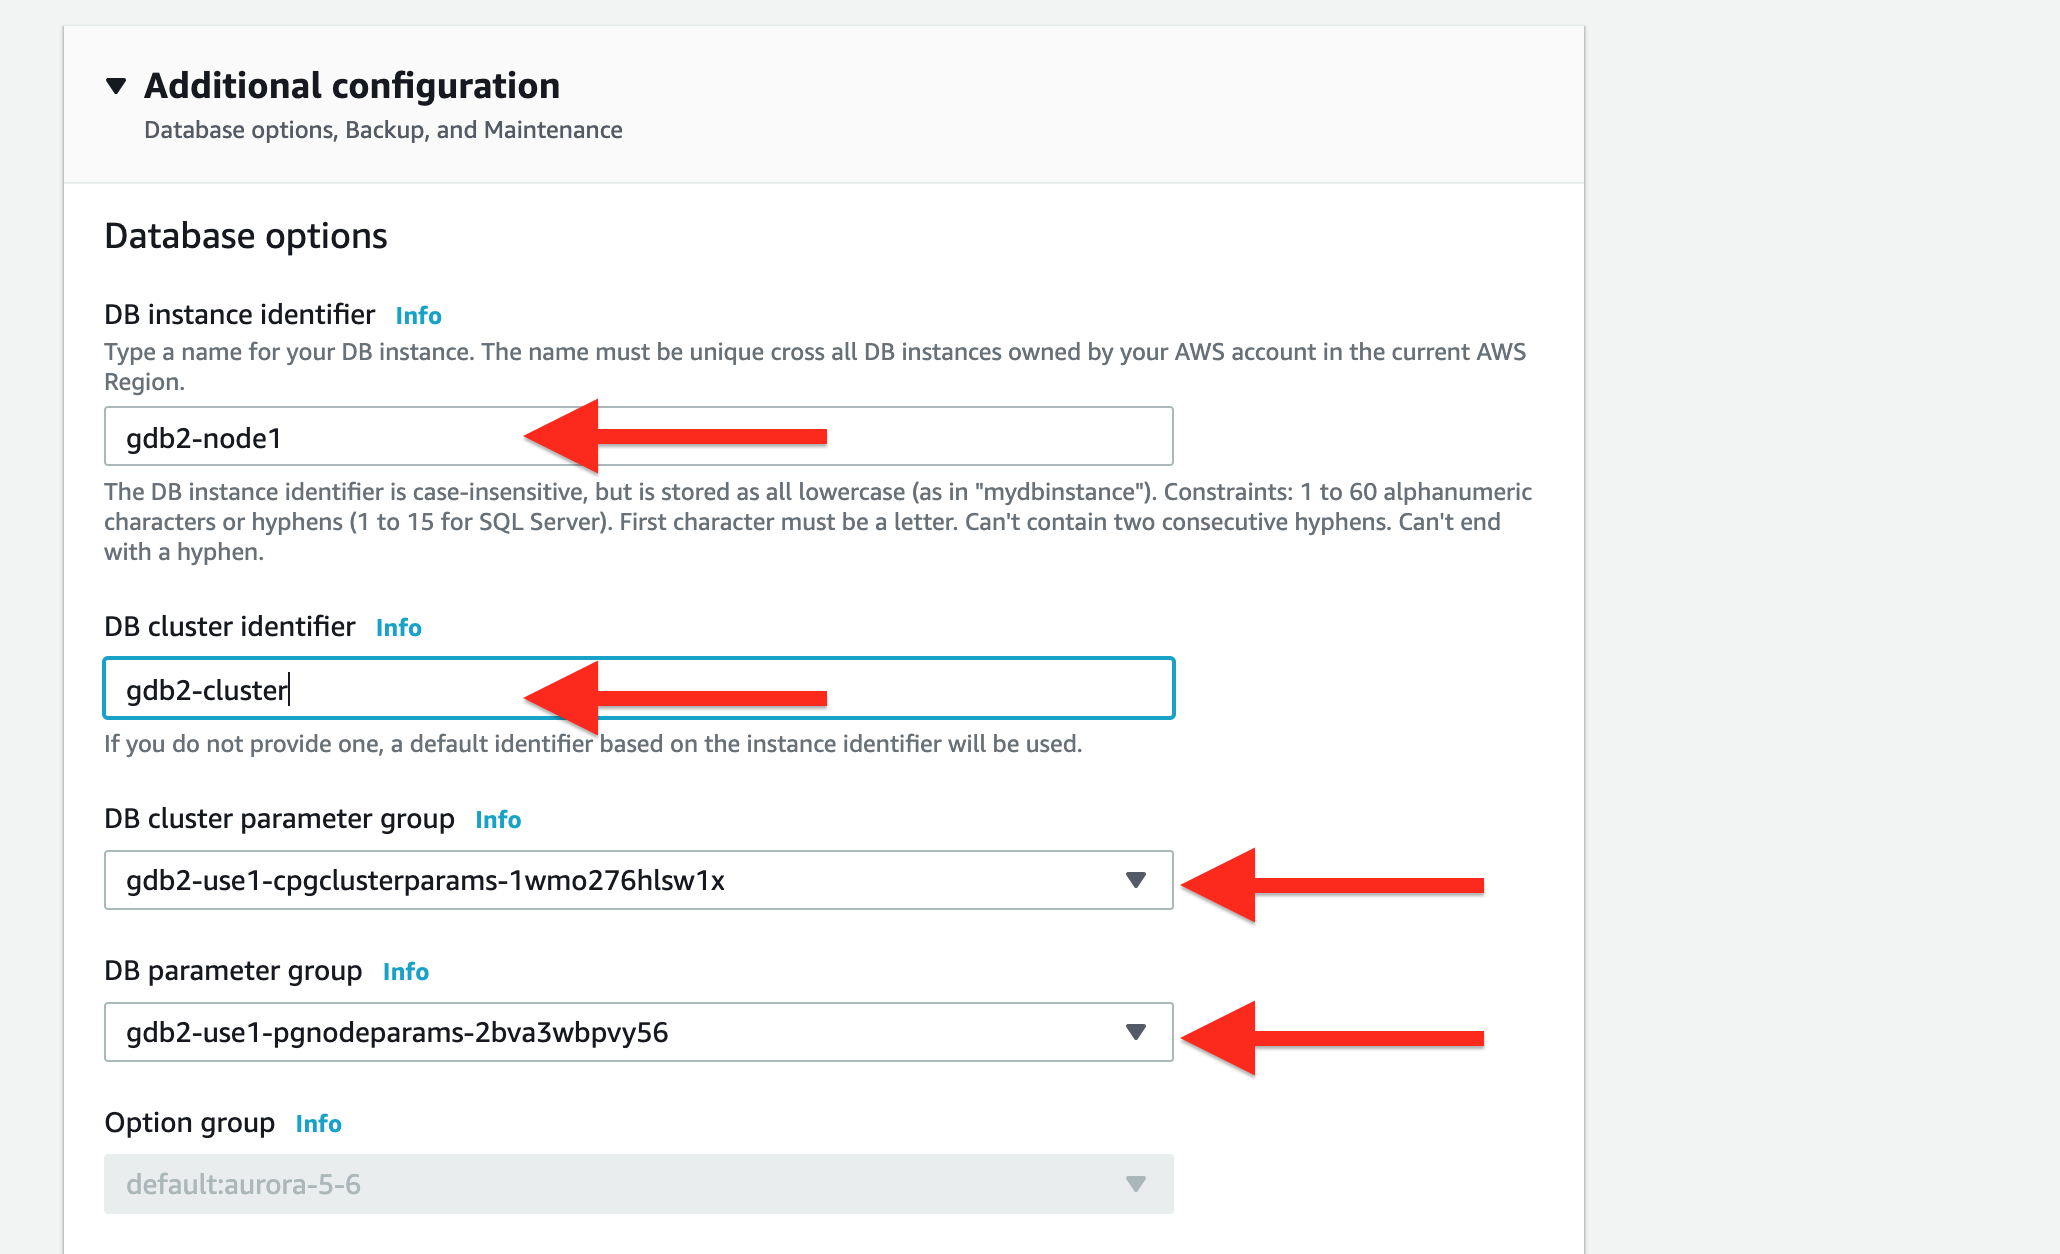 Additional configuration
Database options, Backup, and Maintenance
Database options
DB instance identifier Info
Type a name for your DB instance. The name must be unique cross all DB instances owned by your AWS account in the current AWS
Region.
gdb2-node1
The DB instance identifier is case-insensitive, but is stored as all lowercase (as in "mydbinstance"). Constraints: 1 to 60 alphanumeric
characters or hyphens (1 to 15 for SQL Server). First character must be a letter. Can't contain two consecutive hyphens. Can't end
with a hyphen.
DB cluster identifier Info
gdb2-cluster
If you do not provide one, a default identifier based on the instance identifier will be used.
DB cluster parameter group Info
gdb2-use1-cpgclusterparams-1wmo276hlsw1x
DB parameter group Info
gdb2-use1-pgnodeparams-2bva3wbpvy56
Option group Info
default:aurora-5-6